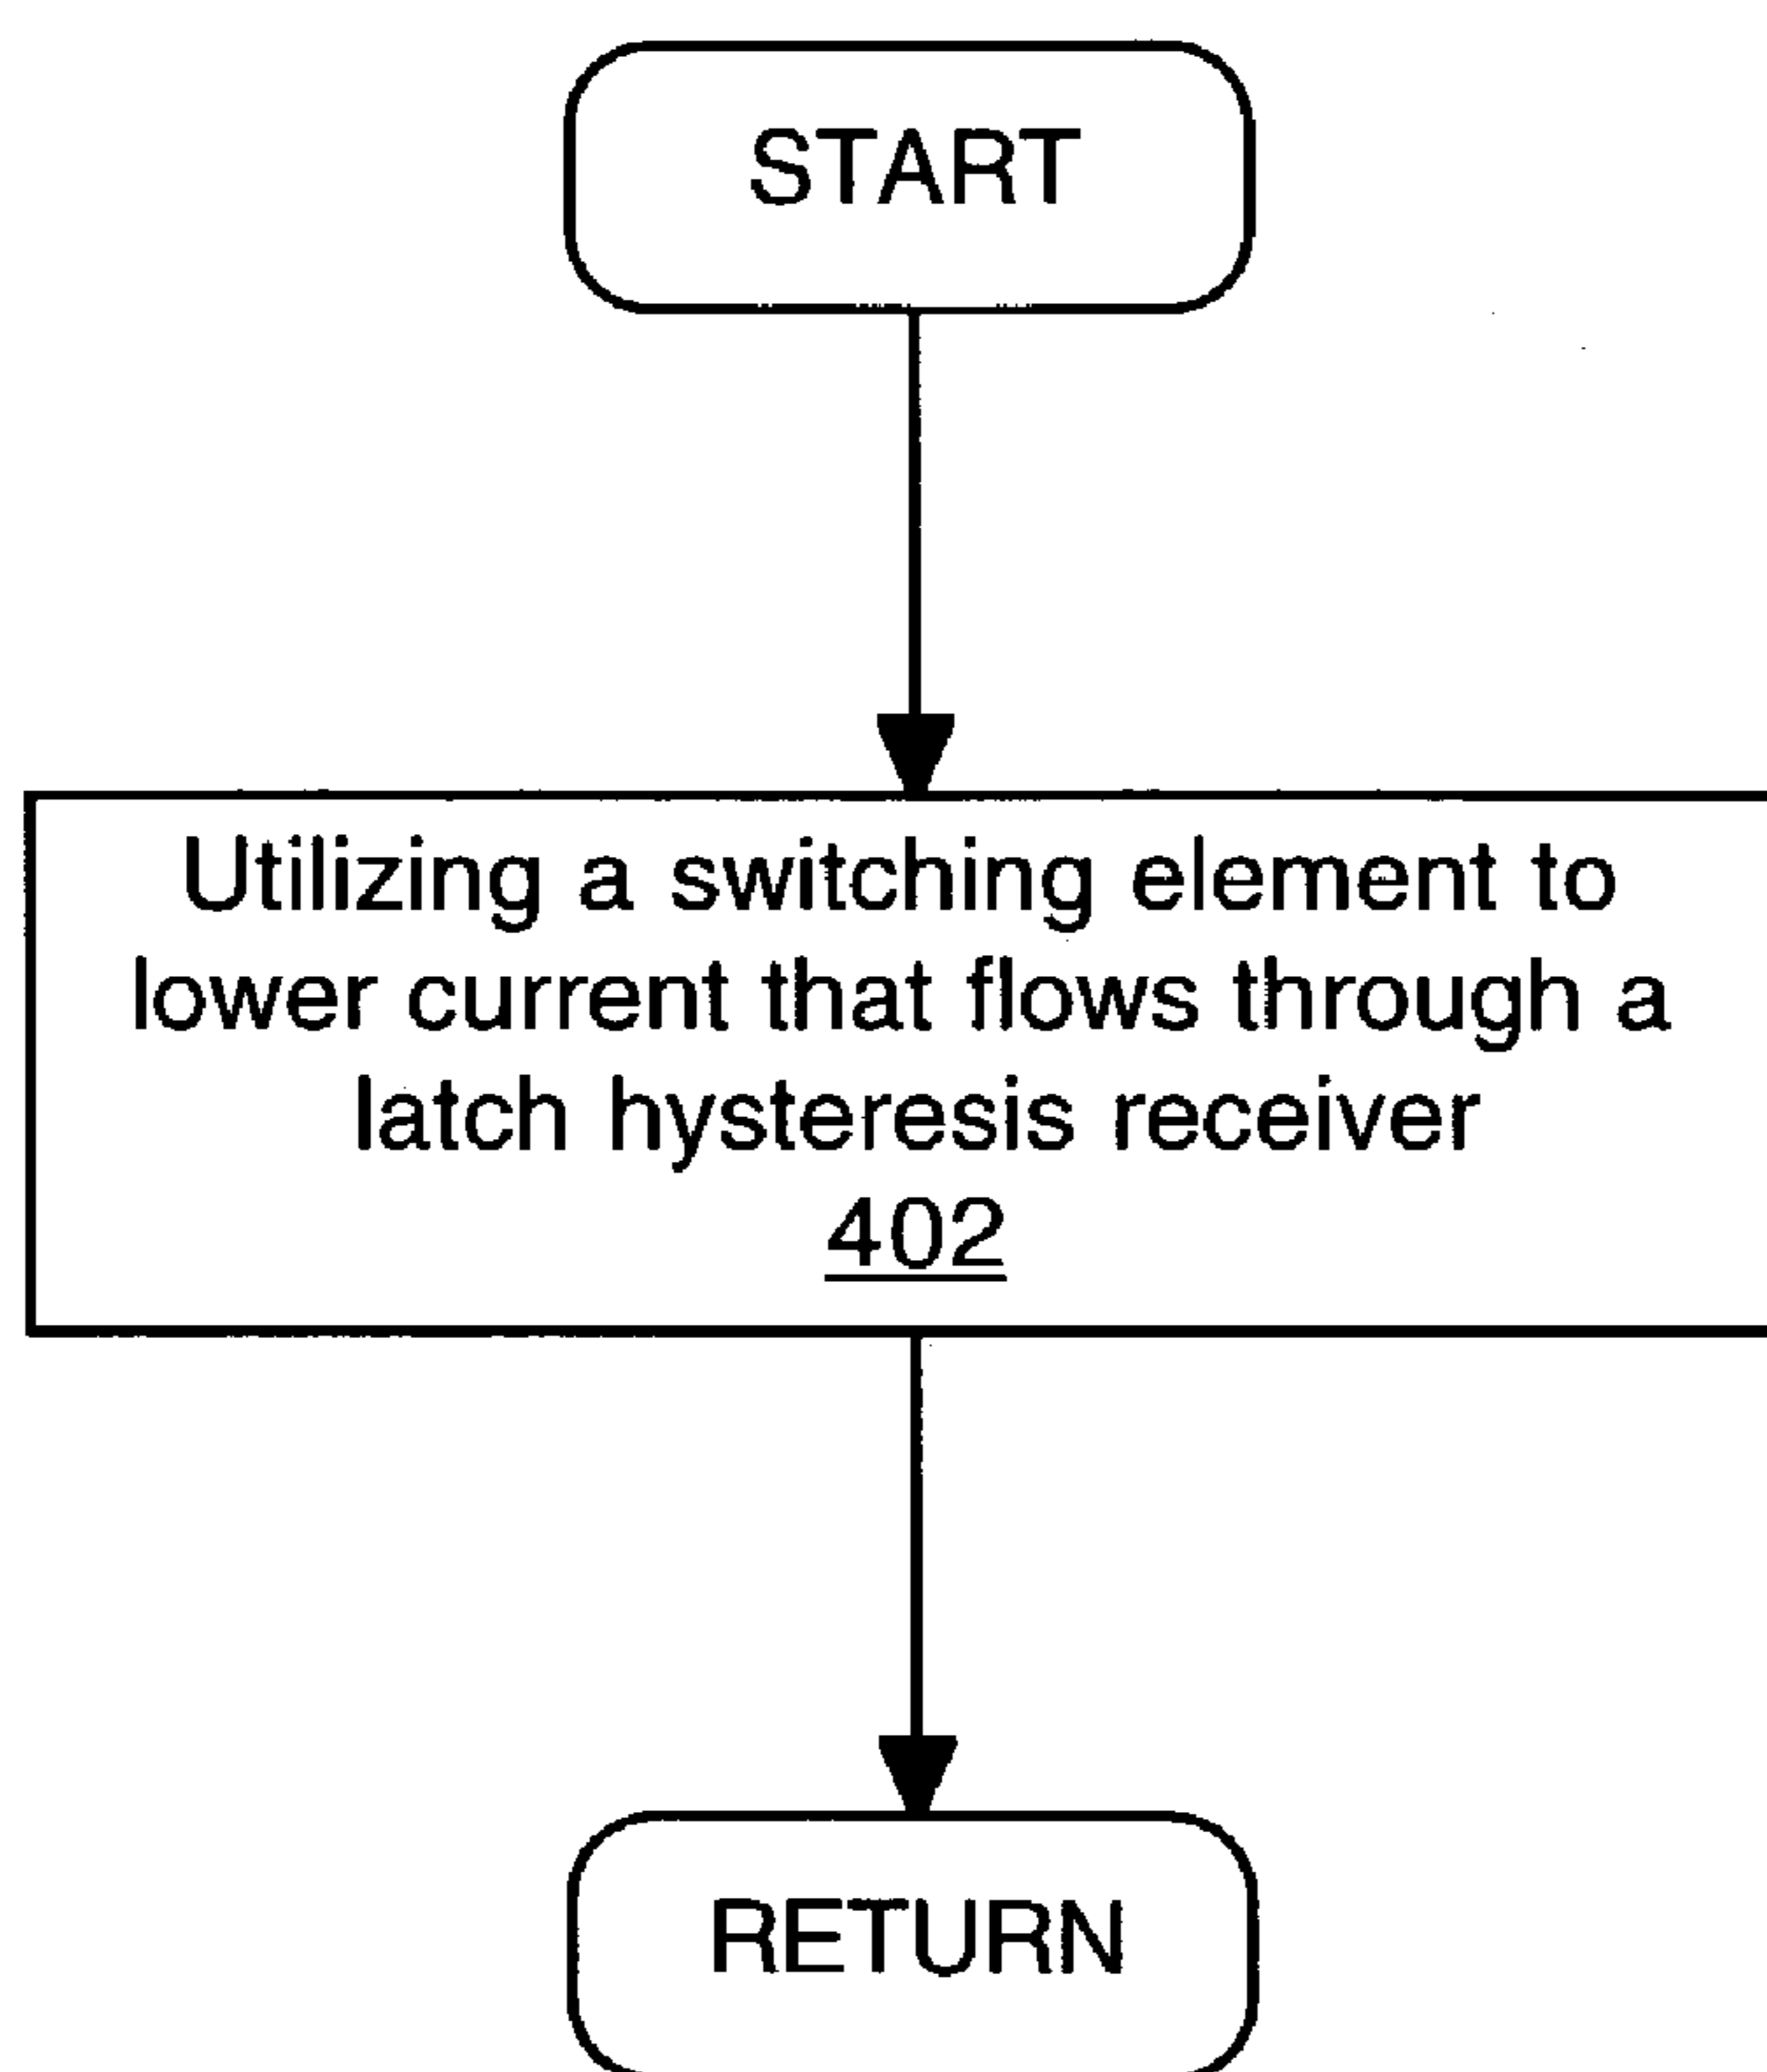 START
Utilizing a switching element to
lower current that flows through a
latch hysteresis receiver
402
RETURN